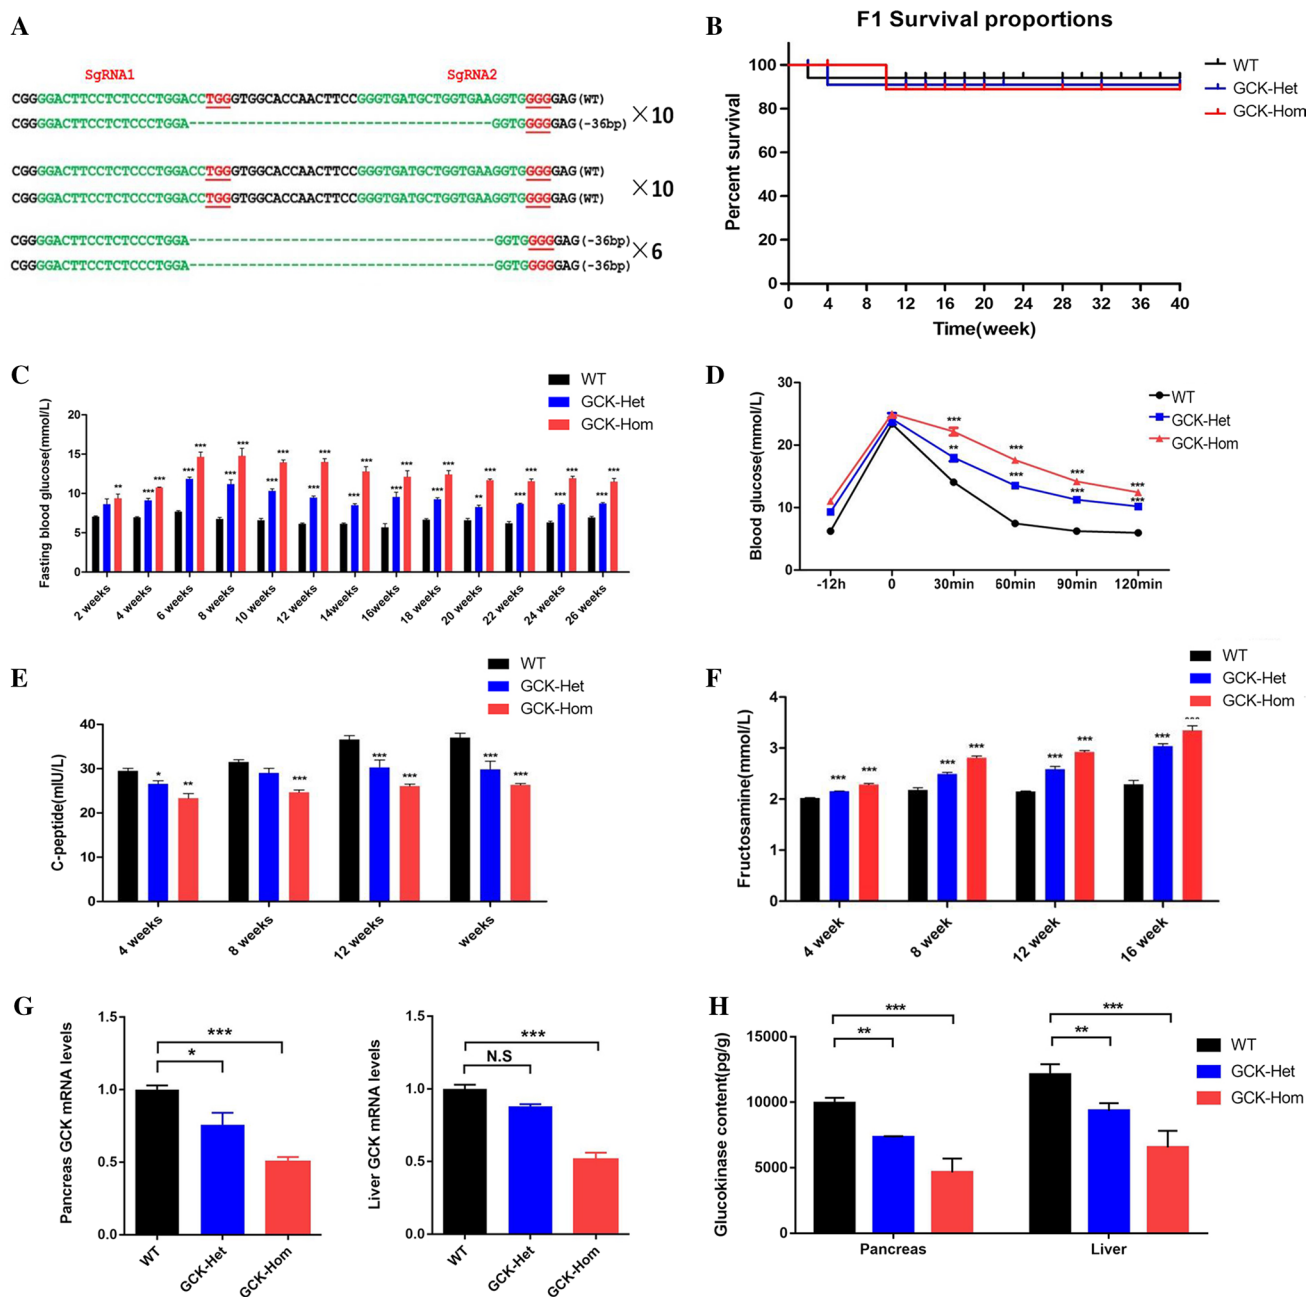 A
SgRNA1 SgRNA2
CGGGGACTTCCTCTCCCTGGACCTGGGTGGCACCAACTTCCGGGTGATGCTGGTGAAGGTGGGGGAG(WT)
CGGGGACTTCCTCTCCCTGGA------------------------------------GGTGGGGGAG(-36bp)
×10
CGGGGACTTCCTCTCCCTGGACCTGGGTGGCACCAACTTCCGGGTGATGCTGGTGAAGGTGGGGGAG(WT)
CGGGGACTTCCTCTCCCTGGACCTGGGTGGCACCAACTTCCGGGTGATGCTGGTGAAGGTGGGGGAG(WT)
×10
CGGGGACTTCCTCTCCCTGGA------------------------------------GGTGGGGGAG(-36bp)
CGGGGACTTCCTCTCCCTGGA------------------------------------GGTGGGGGAG(-36bp)
×6
B
F1 Survival proportions
Percent survival
100
80
60
40
20
0
0 4 8 12 16 20 24 28 32 36 40
Time(week)
WT
GCK-Het
GCK-Hom
C
WT
GCK-Het
GCK-Hom
Fasting blood glucose(mmol/L)
20
15
10
5
0
** *** *** *** *** *** *** *** *** *** *** *** ***
*** *** *** *** *** *** *** *** ** *** *** ***
2 weeks 4 weeks 6 weeks 8 weeks 10 weeks 12 weeks 14weeks 16weeks 18 weeks 20 weeks 22 weeks 24 weeks 26 weeks
D
Blood glucose(mmol/L)
30
20
10
0
*** *** *** ***
** *** *** ***
-12h 0 30min 60min 90min 120min
WT
GCK-Het
GCK-Hom
E
WT
GCK-Het
GCK-Hom
C-peptide(mIU/L)
40
30
20
10
0
* ** *** *** *** *** ***
4 weeks 8 weeks 12 weeks weeks
F
WT
GCK-Het
GCK-Hom
Fructosamine(mmol/L)
4
3
2
1
0
*** *** *** *** *** *** *** ***
4 week 8 week 12 week 16 week
G
Pancreas GCK mRNA levels
1.5
1.0
0.5
0.0
***
*
WT GCK-Het GCK-Hom
Liver GCK mRNA levels
1.5
1.0
0.5
0.0
***
N.S
WT GCK-Het GCK-Hom
H
Glucokinase content(pg/g)
15000
10000
5000
0
*** ***
** **
Pancreas Liver
WT
GCK-Het
GCK-Hom